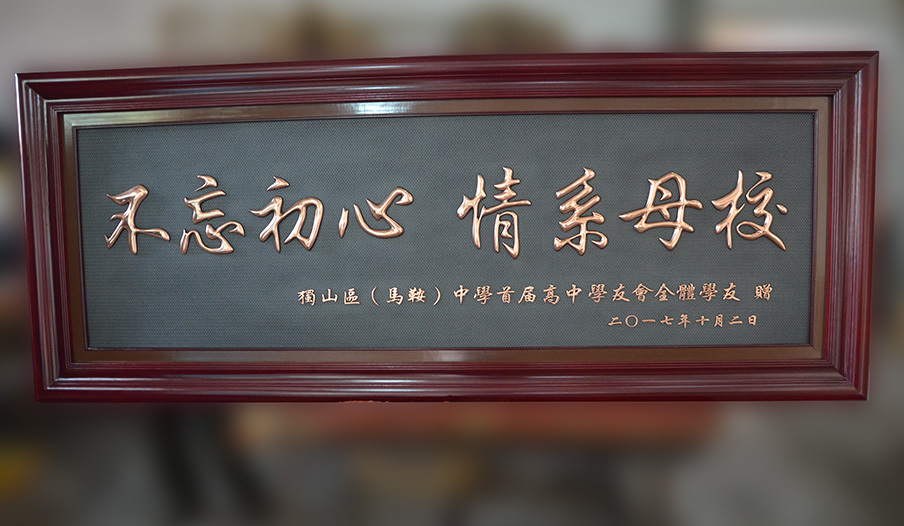 不忘初心 情系母校
獨山區（馬鞍）中學首届高中學友會全體學友 贈
二〇一七年十月二日